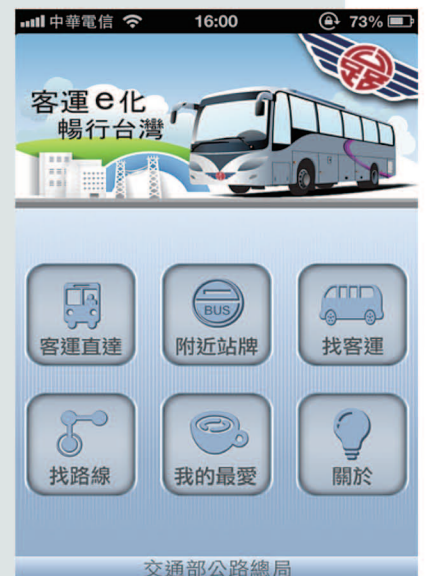 中華電信 16:00 73%
客運e化
暢行台灣
客運直達
BUS
附近站牌
找客運
找路線
我的最愛
關於
交通部公路總局